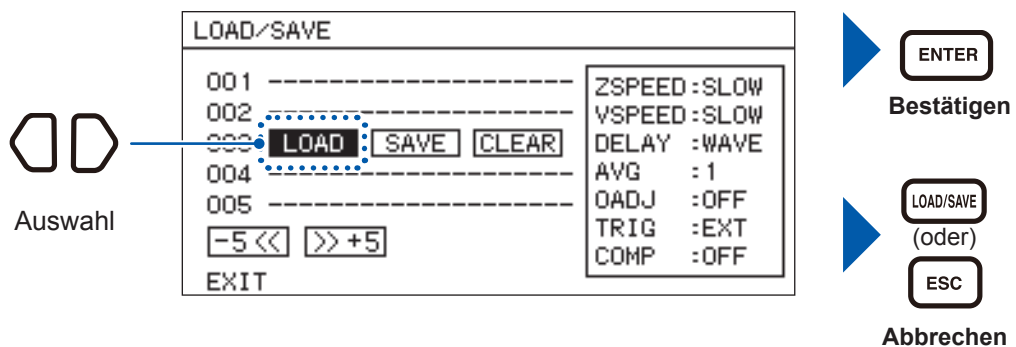 LOAD/SAVE
001 ----------------------
002 ----------------------
003 LOAD SAVE CLEAR
004 ----------------------
005 ----------------------
-5 << >> +5
EXIT
ZSPEED:SLOW
VSPEED:SLOW
DELAY :WAVE
AVG :1
OADJ :OFF
TRIG :EXT
COMP :OFF
Auswahl
ENTER
Bestätigen
LOAD/SAVE
(oder)
ESC
Abbrechen